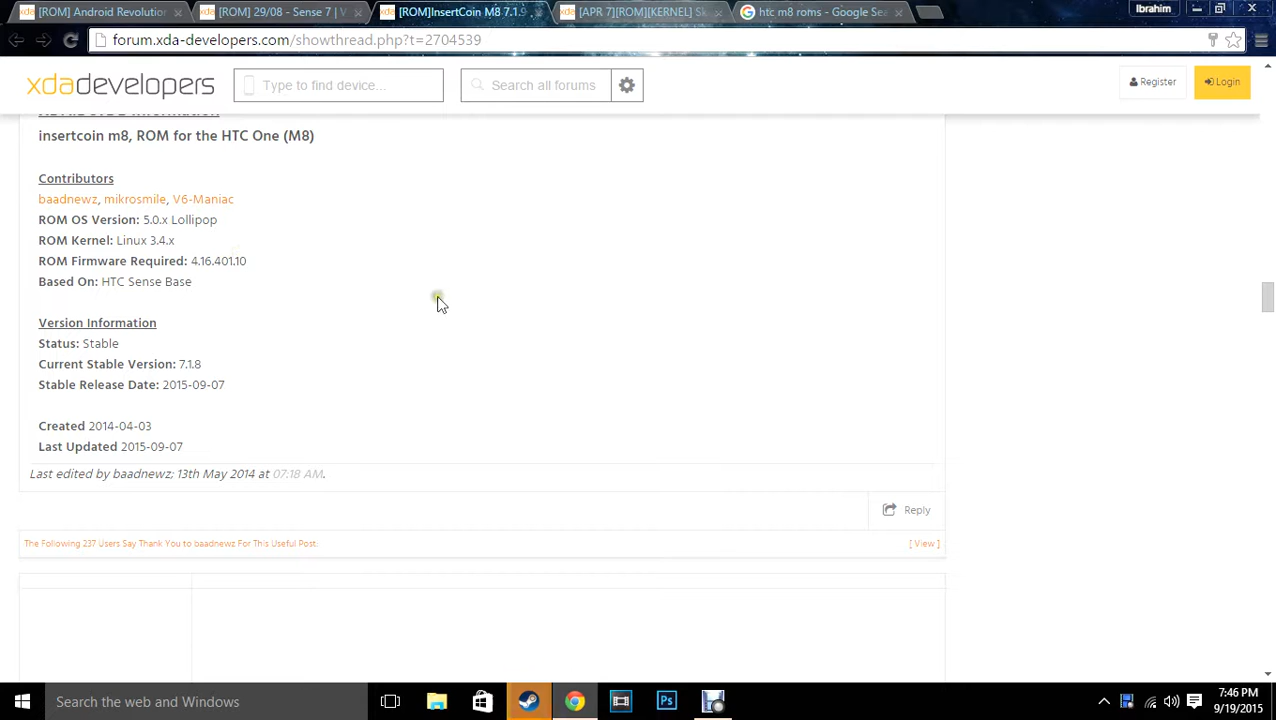 [ROM] Android Revolution
[ROM] 29/08 - Sense 7 | V
[ROM]InsertCoin M8 7.1.9
[APR 7][ROM][KERNEL] Sk
htc m8 roms - Google Sea
Ibrahim
forum.xda-developers.com/showthread.php?t=2704539
xdadevelopers
Type to find device...
Search all forums
Register
Login
insertcoin m8, ROM for the HTC One (M8)
Contributors
baadnewz, mikrosmile, V6-Maniac
ROM OS Version: 5.0.x Lollipop
ROM Kernel: Linux 3.4.x
ROM Firmware Required: 4.16.401.10
Based On: HTC Sense Base
Version Information
Status: Stable
Current Stable Version: 7.1.8
Stable Release Date: 2015-09-07
Created 2014-04-03
Last Updated 2015-09-07
Last edited by baadnewz; 13th May 2014 at 07:18 AM.
Reply
The Following 237 Users Say Thank You to baadnewz For This Useful Post:
[ View ]
Search the web and Windows
Ps
7:46 PM
9/19/2015